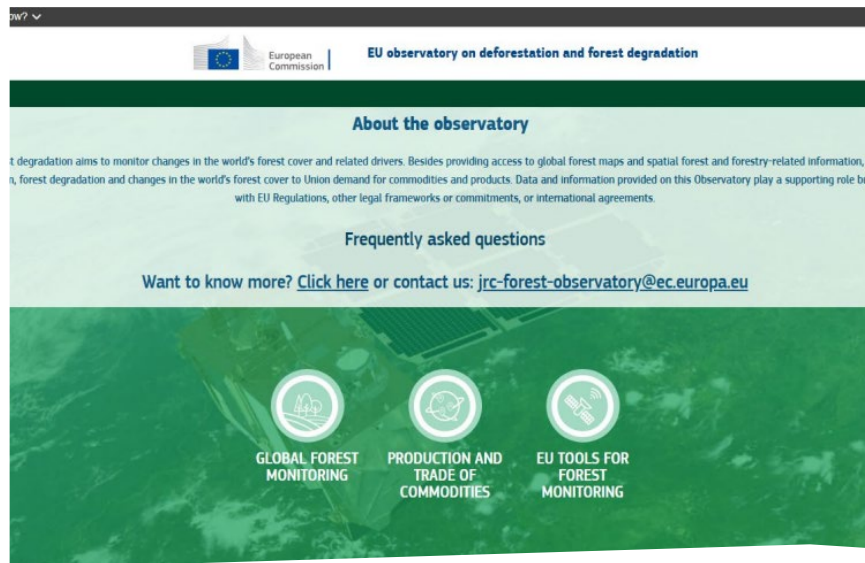 ow?
European
Commission
EU observatory on deforestation and forest degradation
About the observatory
t degradation aims to monitor changes in the world's forest cover and related drivers. Besides providing access to global forest maps and spatial forest and forestry-related information,
n, forest degradation and changes in the world's forest cover to Union demand for commodities and products. Data and information provided on this Observatory play a supporting role b
with EU Regulations, other legal frameworks or commitments, or international agreements.
Frequently asked questions
Want to know more? Click here or contact us: jrc-forest-observatory@ec.europa.eu
GLOBAL FOREST
MONITORING
PRODUCTION AND
TRADE OF
COMMODITIES
EU TOOLS FOR
FOREST
MONITORING